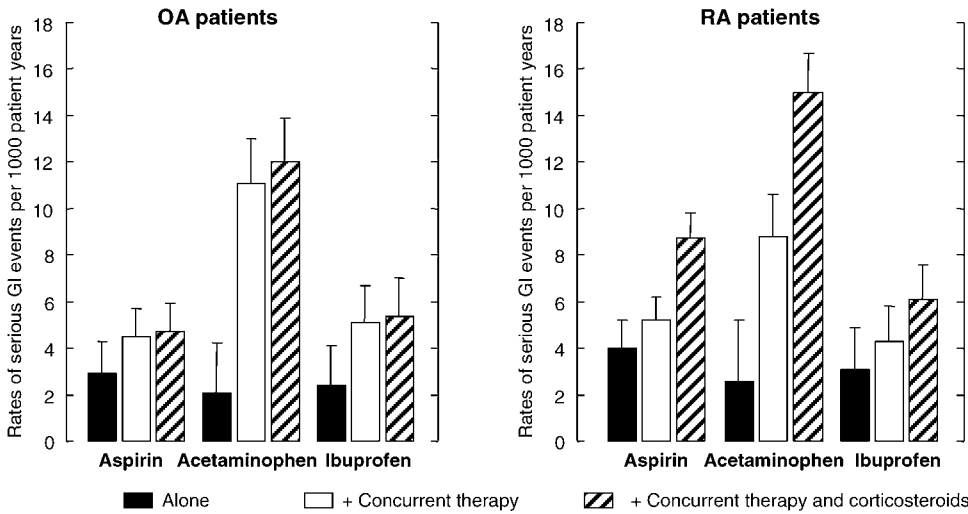 OA patients
Rates of serious GI events per 1000 patient years
18
16
14
12
10
8
6
4
2
0
Aspirin Acetaminophen Ibuprofen
RA patients
Rates of serious GI events per 1000 patient years
18
16
14
12
10
8
6
4
2
0
Aspirin Acetaminophen Ibuprofen
Alone + Concurrent therapy + Concurrent therapy and corticosteroids